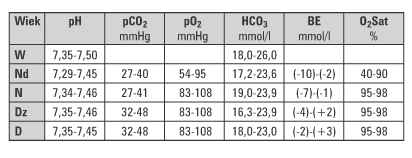 Wiek pH pCO₂ mmHg pO₂ mmHg HCO₃ mmol/l BE mmol/l O₂Sat %
W 7,35-7,50 18,0-26,0
Nd 7,29-7,45 27-40 54-95 17,2-23,6 (-10)-(-2) 40-90
N 7,34-7,46 27-41 83-108 19,0-23,9 (-7)-(-1) 95-98
Dz 7,35-7,46 32-48 83-108 16,3-23,9 (-4)-(+2) 95-98
D 7,35-7,45 32-48 83-108 18,0-23,0 (-2)-(+3) 95-98